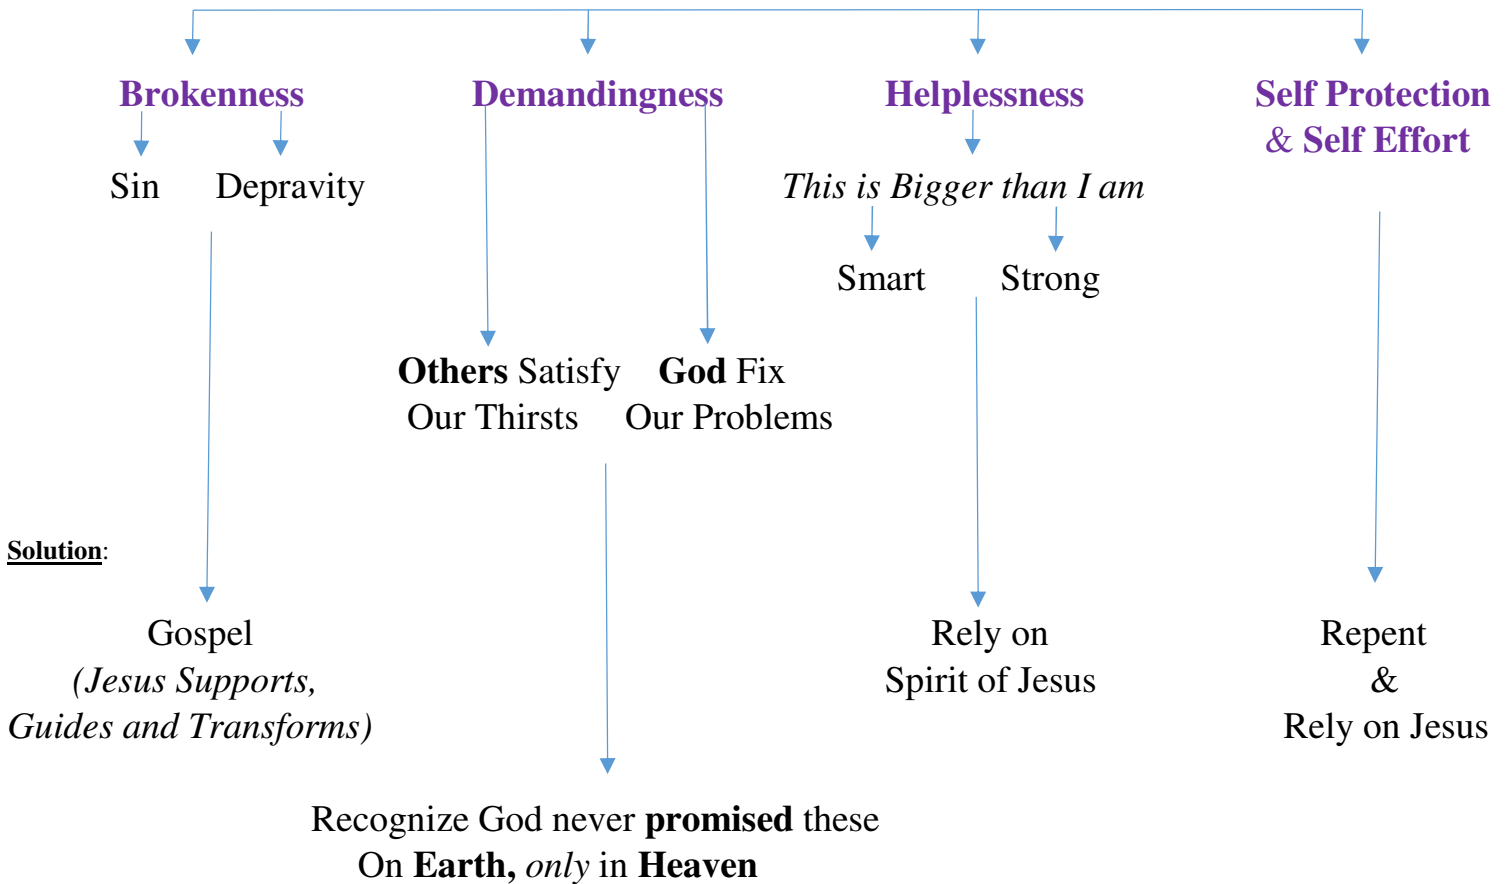 Brokenness Demandingness Helplessness Self Protection
& Self Effort
Sin Depravity This is Bigger than I am
Smart Strong
Others Satisfy God Fix
Our Thirsts Our Problems
Solution:
Gospel Rely on Repent
(Jesus Supports, Spirit of Jesus &
Guides and Transforms) Rely on Jesus
Recognize God never promised these
On Earth, only in Heaven